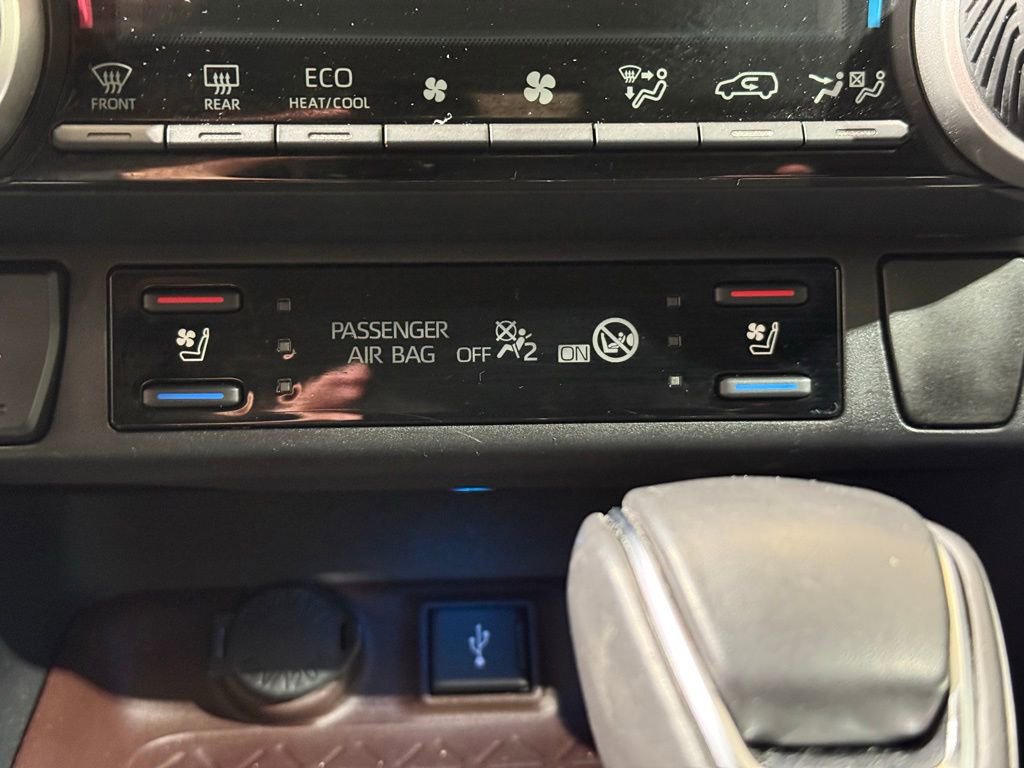 FRONT
REAR
ECO
HEAT/COOL
PASSENGER
AIR BAG OFF 2 ON